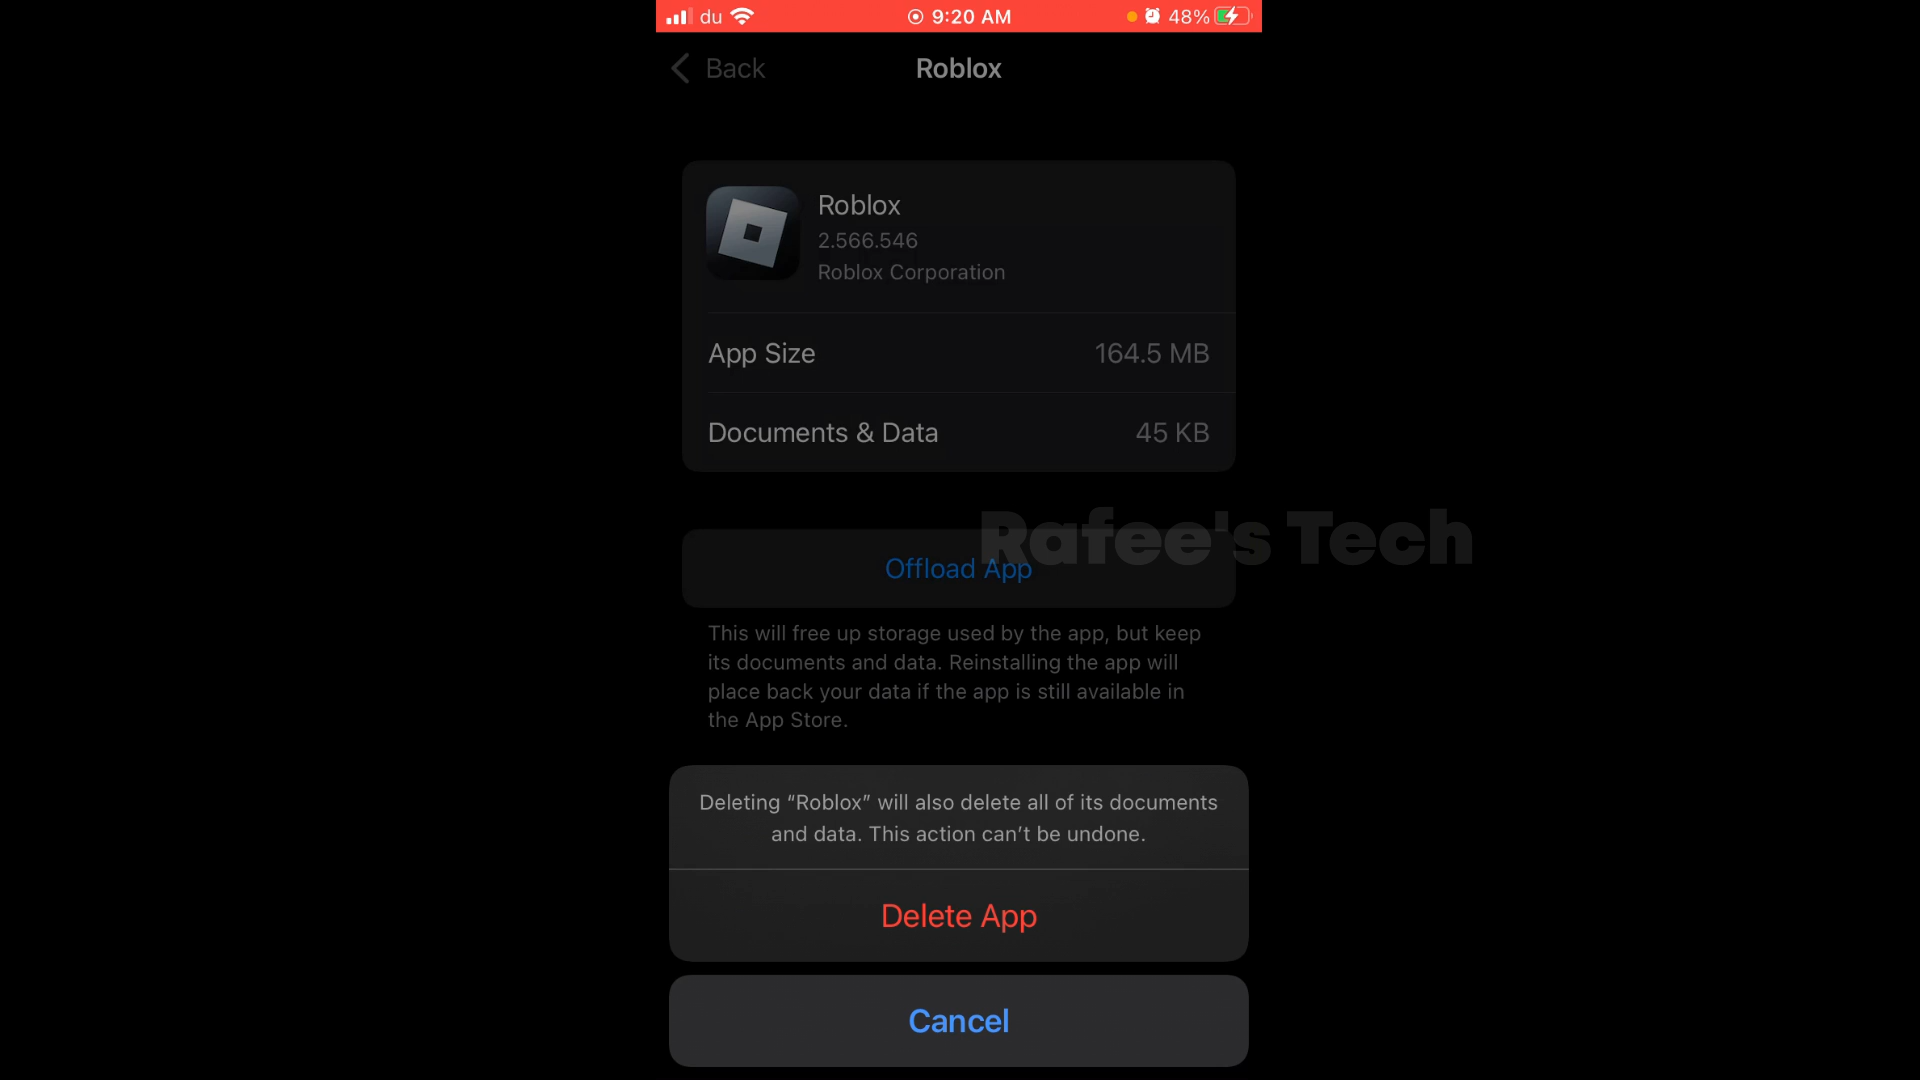 du 9:20 AM 48%
Back Roblox
Roblox
2.566.546
Roblox Corporation
App Size 164.5 MB
Documents & Data 45 KB
Rafee's Tech
Offload App
This will free up storage used by the app, but keep
its documents and data. Reinstalling the app will
place back your data if the app is still available in
the App Store.
Deleting “Roblox” will also delete all of its documents
and data. This action can’t be undone.
Delete App
Cancel